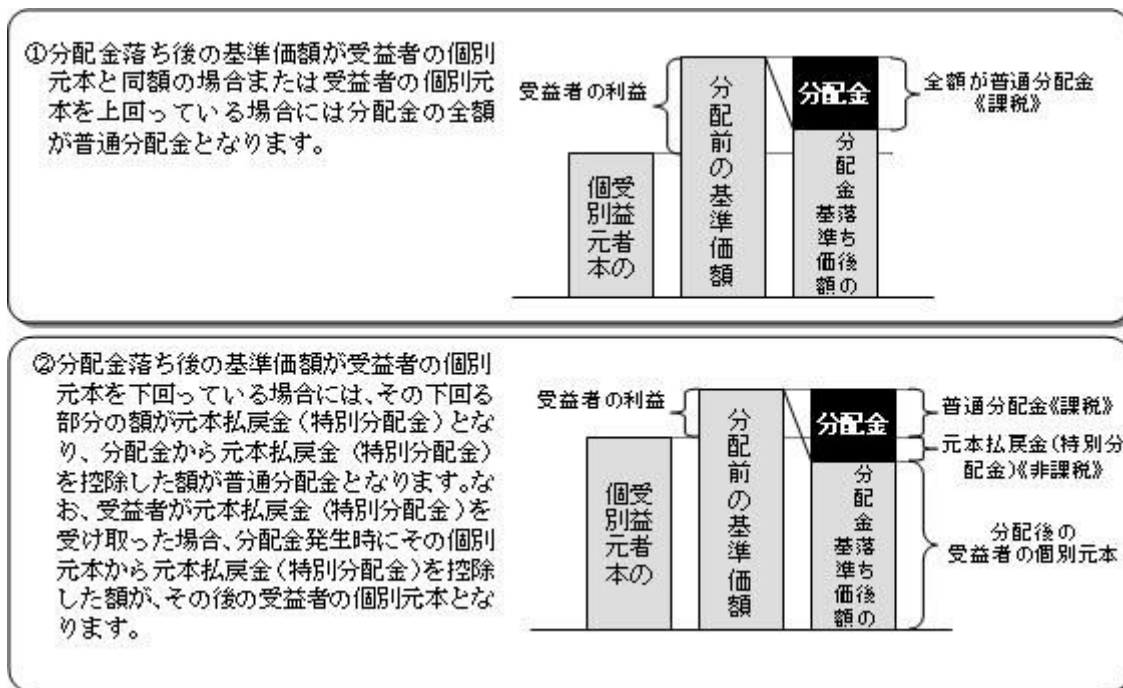 ①分配金落ち後の基準価額が受益者の個別
元本と同額の場合または受益者の個別元
本を上回っている場合には分配金の全額
が普通分配金となります。
受益者の利益
受益者の
個別元本
分配前の基準価額
分配金
分配金落ち後の
基準価額
全額が普通分配金
《課税》
②分配金落ち後の基準価額が受益者の個別
元本を下回っている場合には、その下回る
部分の額が元本払戻金(特別分配金)とな
り、分配金から元本払戻金(特別分配金)
を控除した額が普通分配金となります。な
お、受益者が元本払戻金(特別分配金)を
受け取った場合、分配金発生時にその個別
元本から元本払戻金(特別分配金)を控除
した額が、その後の受益者の個別元本とな
ります。
受益者の利益
受益者の
個別元本
分配前の基準価額
分配金
分配金落ち後の
基準価額
普通分配金《課税》
元本払戻金(特別分
配金)《非課税》
分配後の
受益者の個別元本